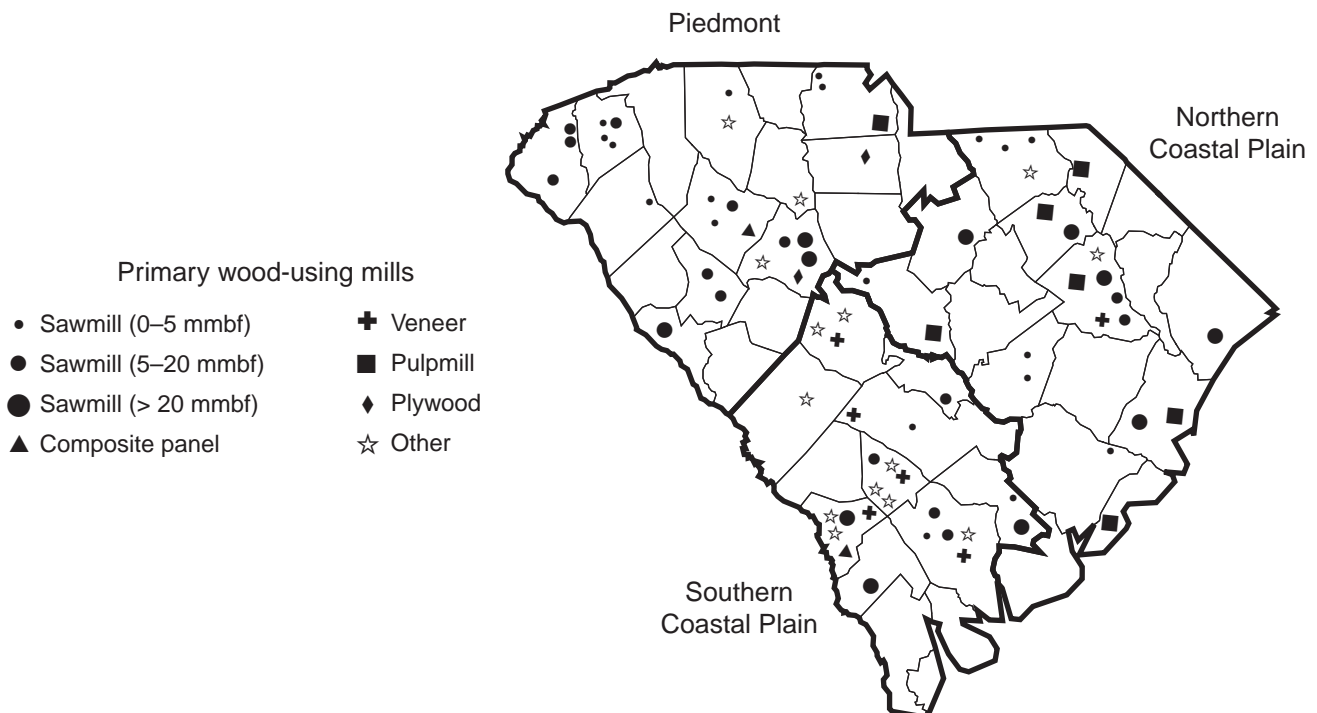 Piedmont
Northern
Coastal Plain
Primary wood-using mills
Sawmill (0–5 mmbf)
Sawmill (5–20 mmbf)
Sawmill (> 20 mmbf)
Composite panel
Veneer
Pulpmill
Plywood
Other
Southern
Coastal Plain